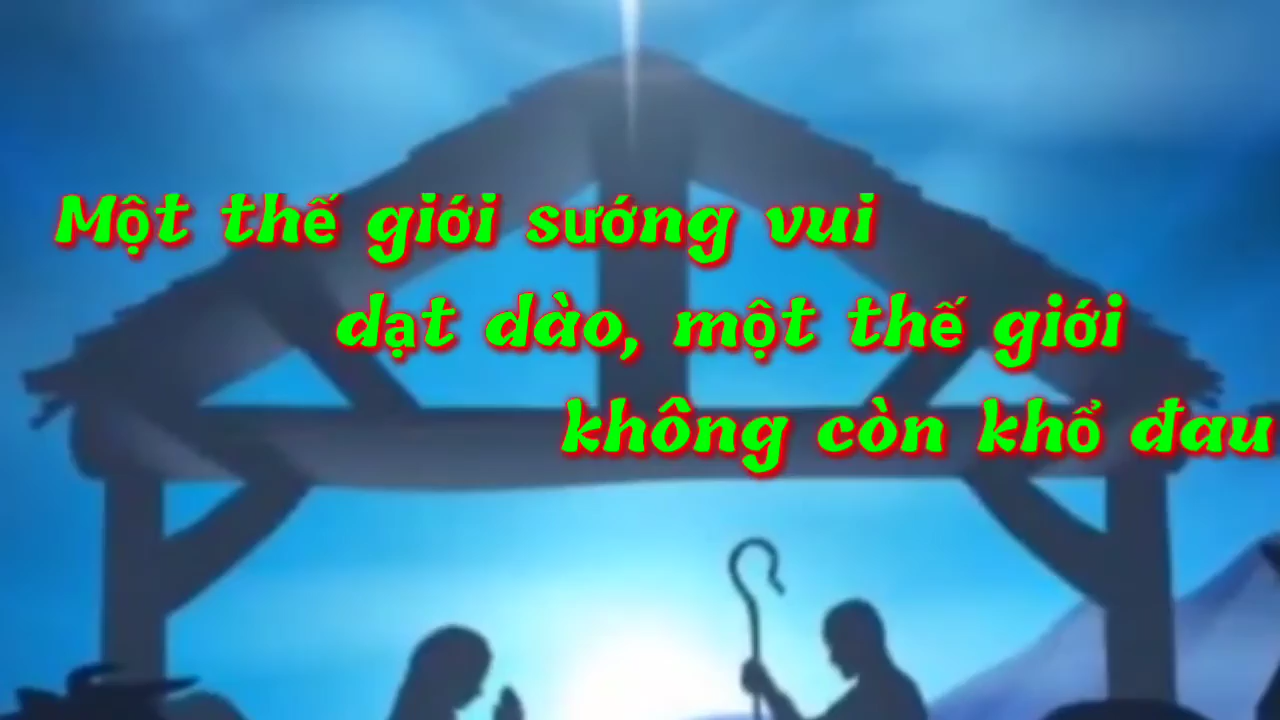 Một thế giới sướng vui
dạt dào, một thế giới
không còn khổ đau